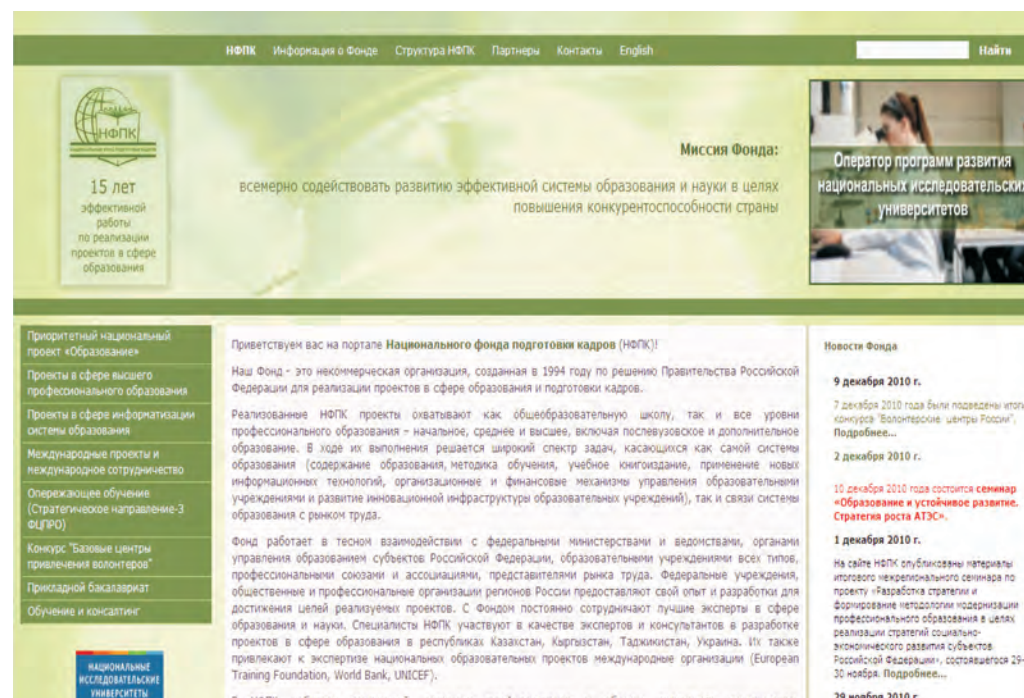 НФПК Информация о Фонде Структура НФПК Партнеры Контакты English Найти
НФПК
15 лет
эффективной
работы
по реализации
проектов в сфере
образования
Миссия Фонда:
всемерно содействовать развитию эффективной системы образования и науки в целях
повышения конкурентоспособности страны
Оператор программ развития
национальных исследовательских
университетов
Приоритетный национальный
проект «Образование»
Проекты в сфере высшего
профессионального образования
Проекты в сфере информатизации
системы образования
Международные проекты и
международное сотрудничество
Опережающее обучение
(Стратегическое направление-3
ФЦПРО)
Конкурс "Базовые центры
привлечения волонтеров"
Прикладной бакалавриат
Обучение и консалтинг
НАЦИОНАЛЬНЫЕ
ИССЛЕДОВАТЕЛЬСКИЕ
УНИВЕРСИТЕТЫ
Приветствуем вас на портале Национального фонда подготовки кадров (НФПК)!
Наш Фонд - это некоммерческая организация, созданная в 1994 году по решению Правительства Российской
Федерации для реализации проектов в сфере образования и подготовки кадров.
Реализованные НФПК проекты охватывают как общеобразовательную школу, так и все уровни
профессионального образования – начальное, среднее и высшее, включая послевузовское и дополнительное
образование. В ходе их выполнения решается широкий спектр задач, касающихся как самой системы
образования (содержание образования, методика обучения, учебное книгоиздание, применение новых
информационных технологий, организационные и финансовые механизмы управления образовательными
учреждениями и развитие инновационной инфраструктуры образовательных учреждений), так и связи системы
образования с рынком труда.
Фонд работает в тесном взаимодействии с федеральными министерствами и ведомствами, органами
управления образованием субъектов Российской Федерации, образовательными учреждениями всех типов,
профессиональными союзами и ассоциациями, представителями рынка труда. Федеральные учреждения,
общественные и профессиональные организации регионов России предоставляют свой опыт и разработки для
достижения целей реализуемых проектов. С Фондом постоянно сотрудничают лучшие эксперты в сфере
образования и науки. Специалисты НФПК участвуют в качестве экспертов и консультантов в разработке
проектов в сфере образования в республиках Казахстан, Кыргызстан, Таджикистан, Украина. Их также
привлекают к экспертизе национальных образовательных проектов международные организации (European
Training Foundation, World Bank, UNICEF).
Новости Фонда
9 декабря 2010 г.
7 декабря 2010 года были подведены итоги
конкурса "Волонтерские центры России".
Подробнее...
2 декабря 2010 г.
10 декабря 2010 года состоится семинар
«Образование и устойчивое развитие.
Стратегия роста АТЭС».
1 декабря 2010 г.
На сайте НФПК опубликованы материалы
итогового межрегионального семинара по
проекту «Разработка стратегии и
формирование методологии модернизации
профессионального образования в целях
реализации стратегий социально-
экономического развития субъектов
Российской Федерации», состоявшегося 29-
30 ноября. Подробнее...
29 ноября 2010 г.